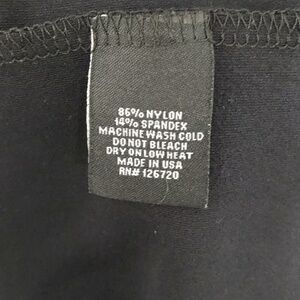 86% NYLON
14% SPANDEX
MACHINE WASH COLD
DO NOT BLEACH
DRY ON LOW HEAT
MADE IN USA
RN# 126720